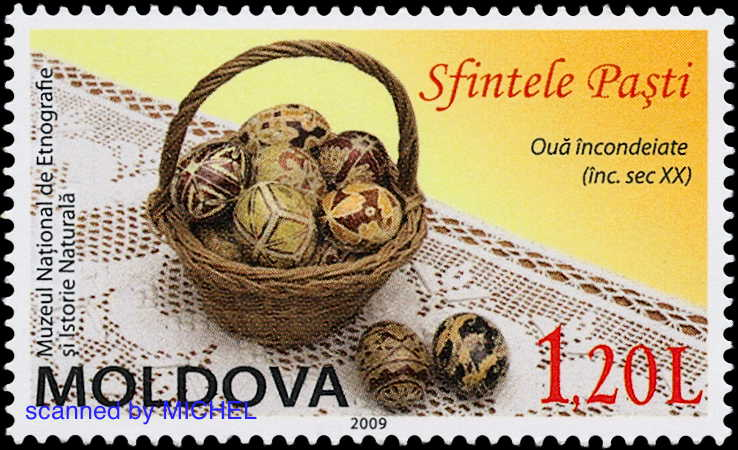 Sfintele Paşti
Ouă încondeiate
(înc. sec XX)
Muzeul Naţional de Etnografie
şi Istorie Naturală
1,20L
MOLDOVA
scanned by MICHEL
2009